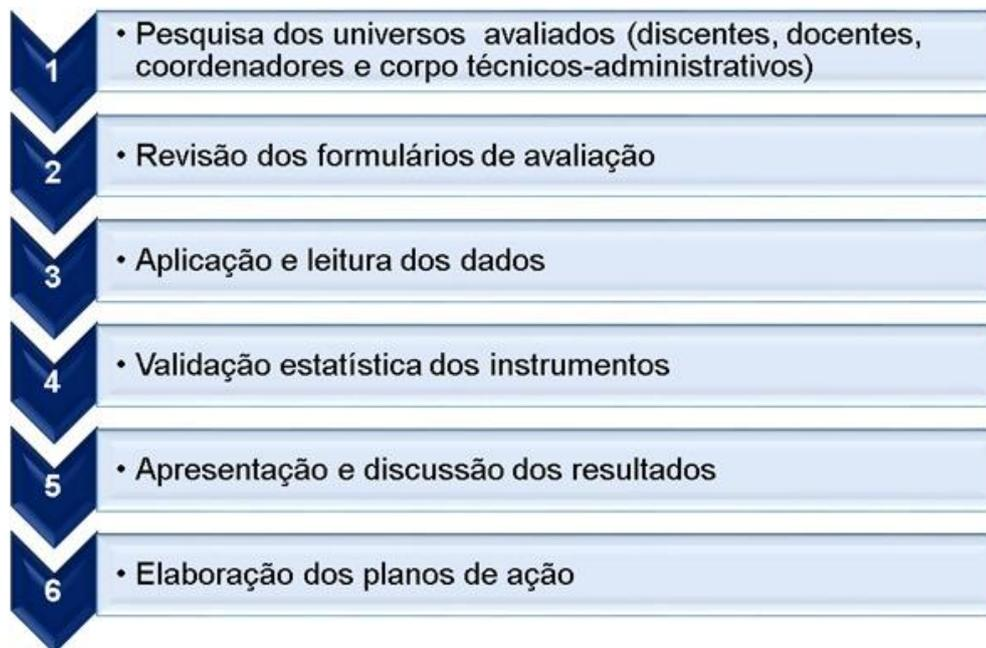 1
• Pesquisa dos universos avaliados (discentes, docentes,
coordenadores e corpo técnicos-administrativos)
2
• Revisão dos formulários de avaliação
3
• Aplicação e leitura dos dados
4
• Validação estatística dos instrumentos
5
• Apresentação e discussão dos resultados
6
• Elaboração dos planos de ação